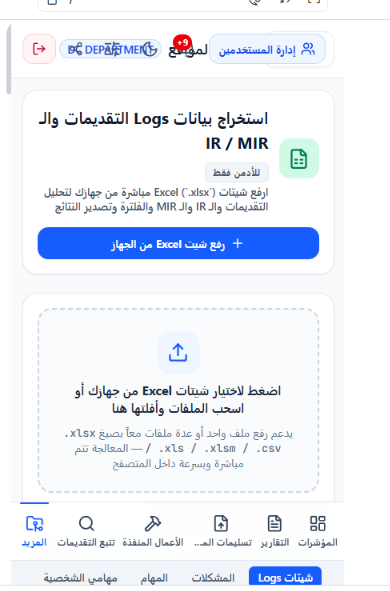 إدارة المستخدمين
+9
DEPARTMENT
استخراج بيانات Logs التقديمات والـ
IR / MIR
للأدمن فقط
ارفع شيتات Excel (`.xlsx`) مباشرة من جهازك لتحليل
التقديمات والـ IR والـ MIR والفلترة وتصدير النتائج
+ رفع شيت Excel من الجهاز
اضغط لاختيار شيتات Excel من جهازك أو
اسحب الملفات وأفلتها هنا
يدعم رفع ملف واحد أو عدة ملفات معاً بصيغ .xlsx
/ .xls / .xlsm / .csv — المعالجة تتم
مباشرة وبسرعة داخل المتصفح
المؤشرات
التقارير
تسليمات الم...
الأعمال المنفذة
تتبع التقديمات
المزيد
شيتات Logs
المشكلات
المهام
مهامي الشخصية